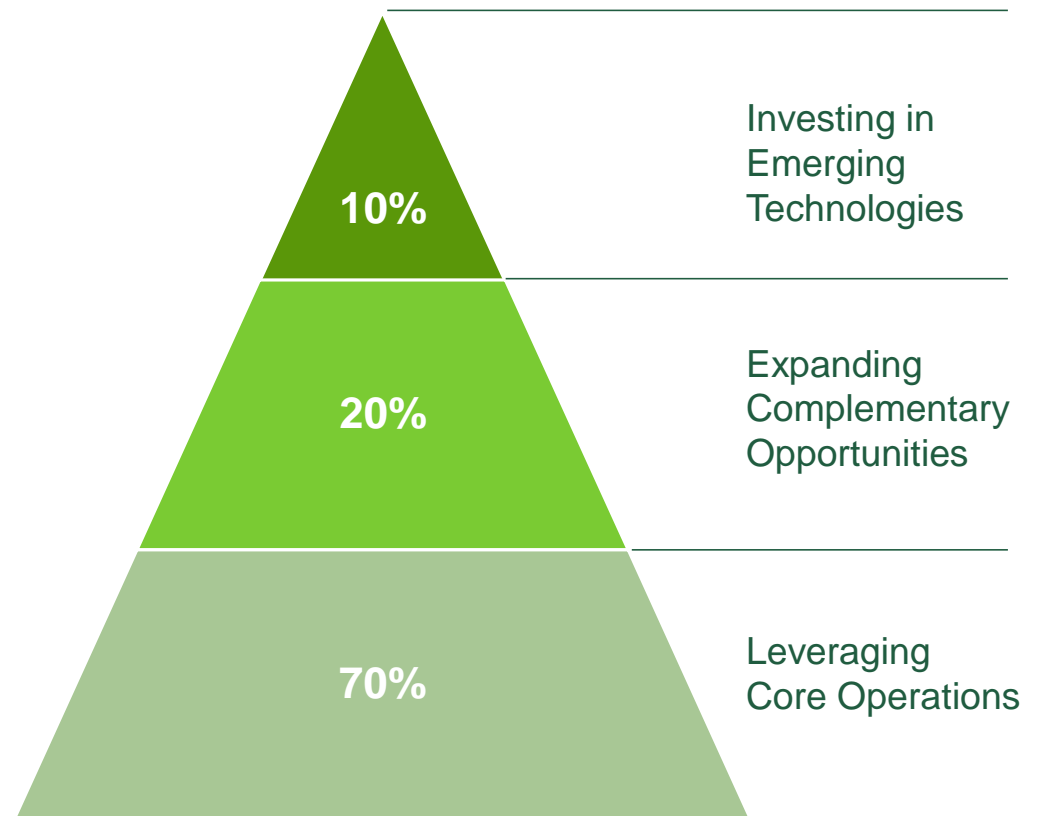 10%
Investing in
Emerging
Technologies
20%
Expanding
Complementary
Opportunities
70%
Leveraging
Core Operations